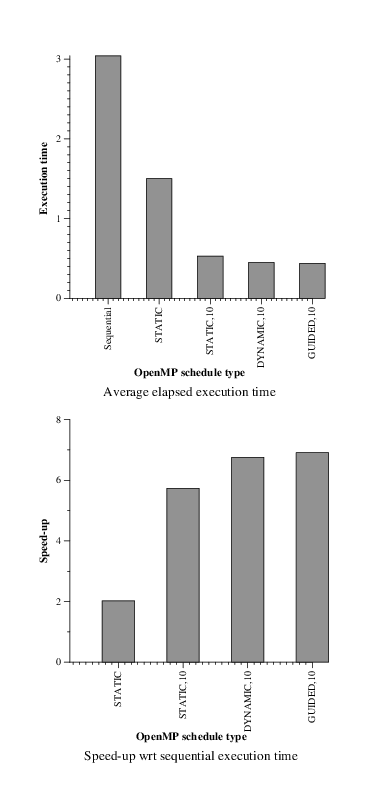 3
2
1
0
Execution time
Sequential
STATIC
STATIC,10
DYNAMIC,10
GUIDED,10
OpenMP schedule type
Average elapsed execution time
8
6
4
2
0
Speed-up
STATIC
STATIC,10
DYNAMIC,10
GUIDED,10
OpenMP schedule type
Speed-up wrt sequential execution time